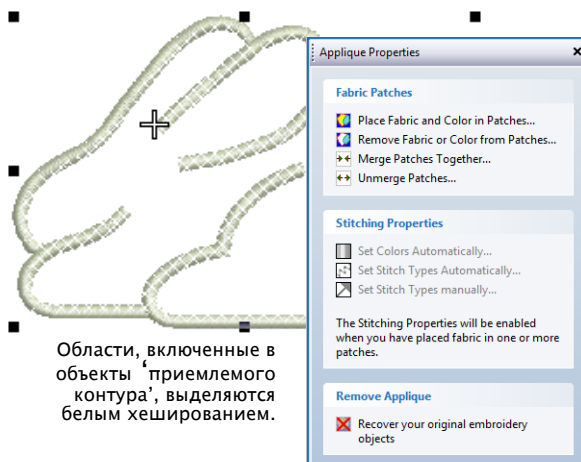 Applique Properties
Fabric Patches
Place Fabric and Color in Patches...
Remove Fabric or Color from Patches...
Merge Patches Together...
Unmerge Patches...
Stitching Properties
Set Colors Automatically...
Set Stitch Types Automatically...
Set Stitch Types manually...
The Stitching Properties will be enabled
when you have placed fabric in one or more
patches.
Remove Applique
Recover your original embroidery
objects
Области, включенные в
объекты ‘приемлемого
контура’, выделяются
белым хешированием.